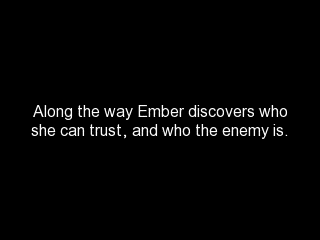 Along the way Ember discovers who
she can trust, and who the enemy is.